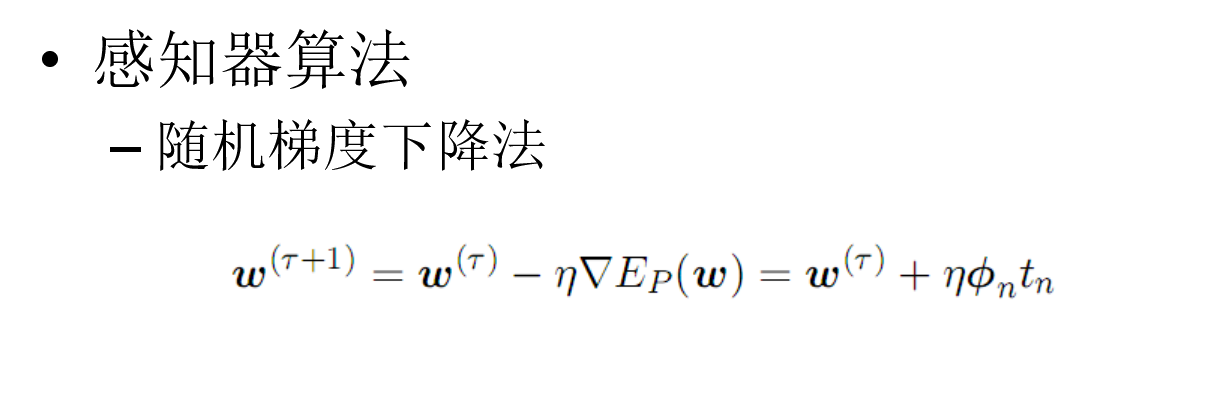 • 感知器算法
– 随机梯度下降法
w^{(τ+1)} = w^{(τ)} − η∇E_P(w) = w^{(τ)} + ηϕ_n t_n